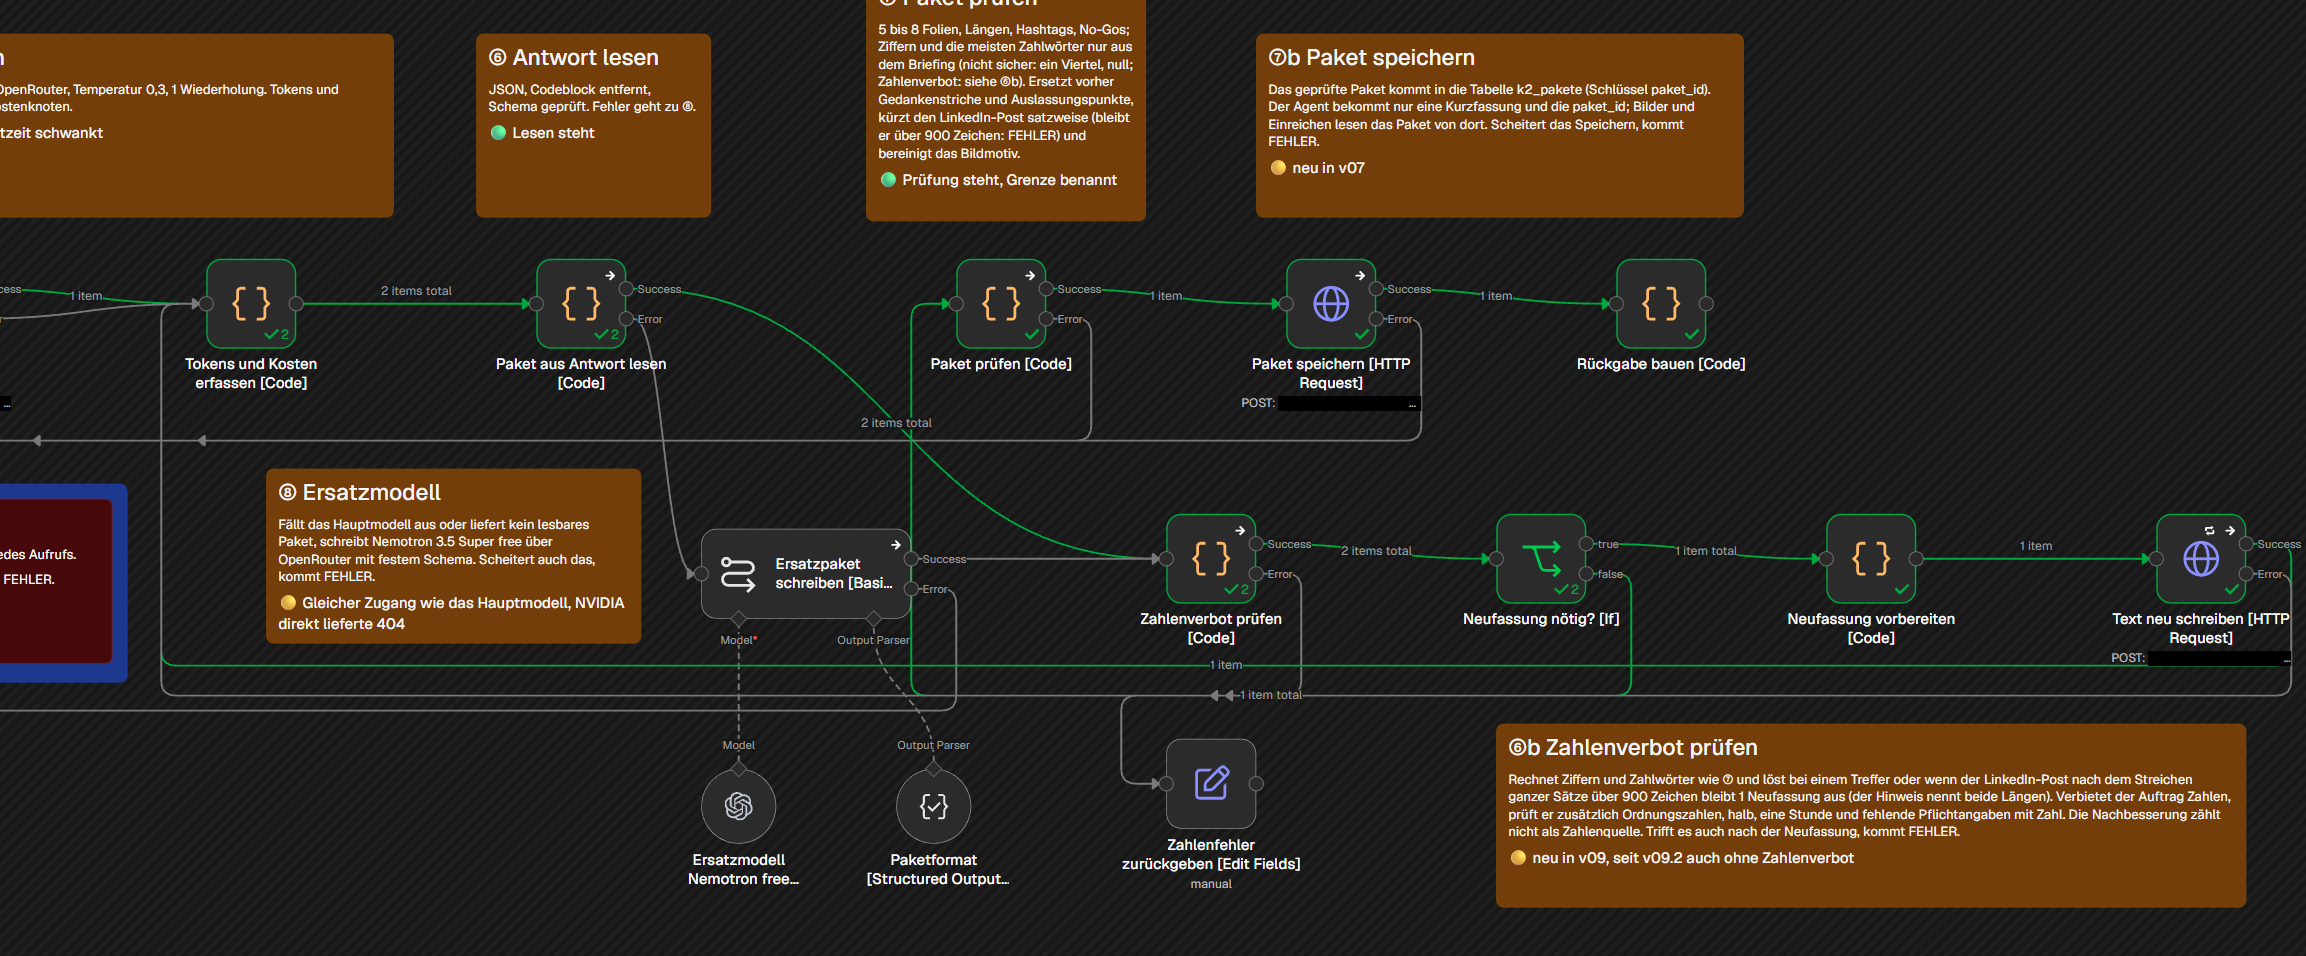 n
OpenRouter, Temperatur 0,3, 1 Wiederholung. Tokens und
ostenknoten.
tzeit schwankt
⑥ Antwort lesen
JSON, Codeblock entfernt,
Schema geprüft. Fehler geht zu ⑧.
Lesen steht
⑦ Paket prüfen
5 bis 8 Folien, Längen, Hashtags, No-Gos;
Ziffern und die meisten Zahlwörter nur aus
dem Briefing (nicht sicher: ein Viertel, null;
Zahlenverbot: siehe ⑥b). Ersetzt vorher
Gedankenstriche und Auslassungspunkte,
kürzt den LinkedIn-Post satzweise (bleibt
er über 900 Zeichen: FEHLER) und
bereinigt das Bildmotiv.
Prüfung steht, Grenze benannt
⑦b Paket speichern
Das geprüfte Paket kommt in die Tabelle k2_pakete (Schlüssel paket_id).
Der Agent bekommt nur eine Kurzfassung und die paket_id; Bilder und
Einreichen lesen das Paket von dort. Scheitert das Speichern, kommt
FEHLER.
neu in v07
cess
1 item
2 items total
Success
Error
Success
1 item
Error
Success
1 item
Error
2
2
Tokens und Kosten
erfassen [Code]
Paket aus Antwort lesen
[Code]
Paket prüfen [Code]
Paket speichern [HTTP
Request]
POST: ...
Rückgabe bauen [Code]
...
2 items total
⑧ Ersatzmodell
Fällt das Hauptmodell aus oder liefert kein lesbares
Paket, schreibt Nemotron 3.5 Super free über
OpenRouter mit festem Schema. Scheitert auch das,
kommt FEHLER.
Gleicher Zugang wie das Hauptmodell, NVIDIA
direkt lieferte 404
edes Aufrufs.
FEHLER.
Ersatzpaket
schreiben [Basi...
Success
Error
Model*
Output Parser
Success
2 items total
Error
true
1 item total
false
1 item
Success
Error
2
2
Zahlenverbot prüfen
[Code]
Neufassung nötig? [If]
Neufassung vorbereiten
[Code]
Text neu schreiben [HTTP
Request]
POST: ...
1 item
1 item total
Model
Output Parser
Ersatzmodell
Nemotron free...
Paketformat
[Structured Output...
Zahlenfehler
zurückgeben [Edit Fields]
manual
⑥b Zahlenverbot prüfen
Rechnet Ziffern und Zahlwörter wie ⑦ und löst bei einem Treffer oder wenn der LinkedIn-Post nach dem Streichen
ganzer Sätze über 900 Zeichen bleibt 1 Neufassung aus (der Hinweis nennt beide Längen). Verbietet der Auftrag Zahlen,
prüft er zusätzlich Ordnungszahlen, halb, eine Stunde und fehlende Pflichtangaben mit Zahl. Die Nachbesserung zählt
nicht als Zahlenquelle. Trifft es auch nach der Neufassung, kommt FEHLER.
neu in v09, seit v09.2 auch ohne Zahlenverbot